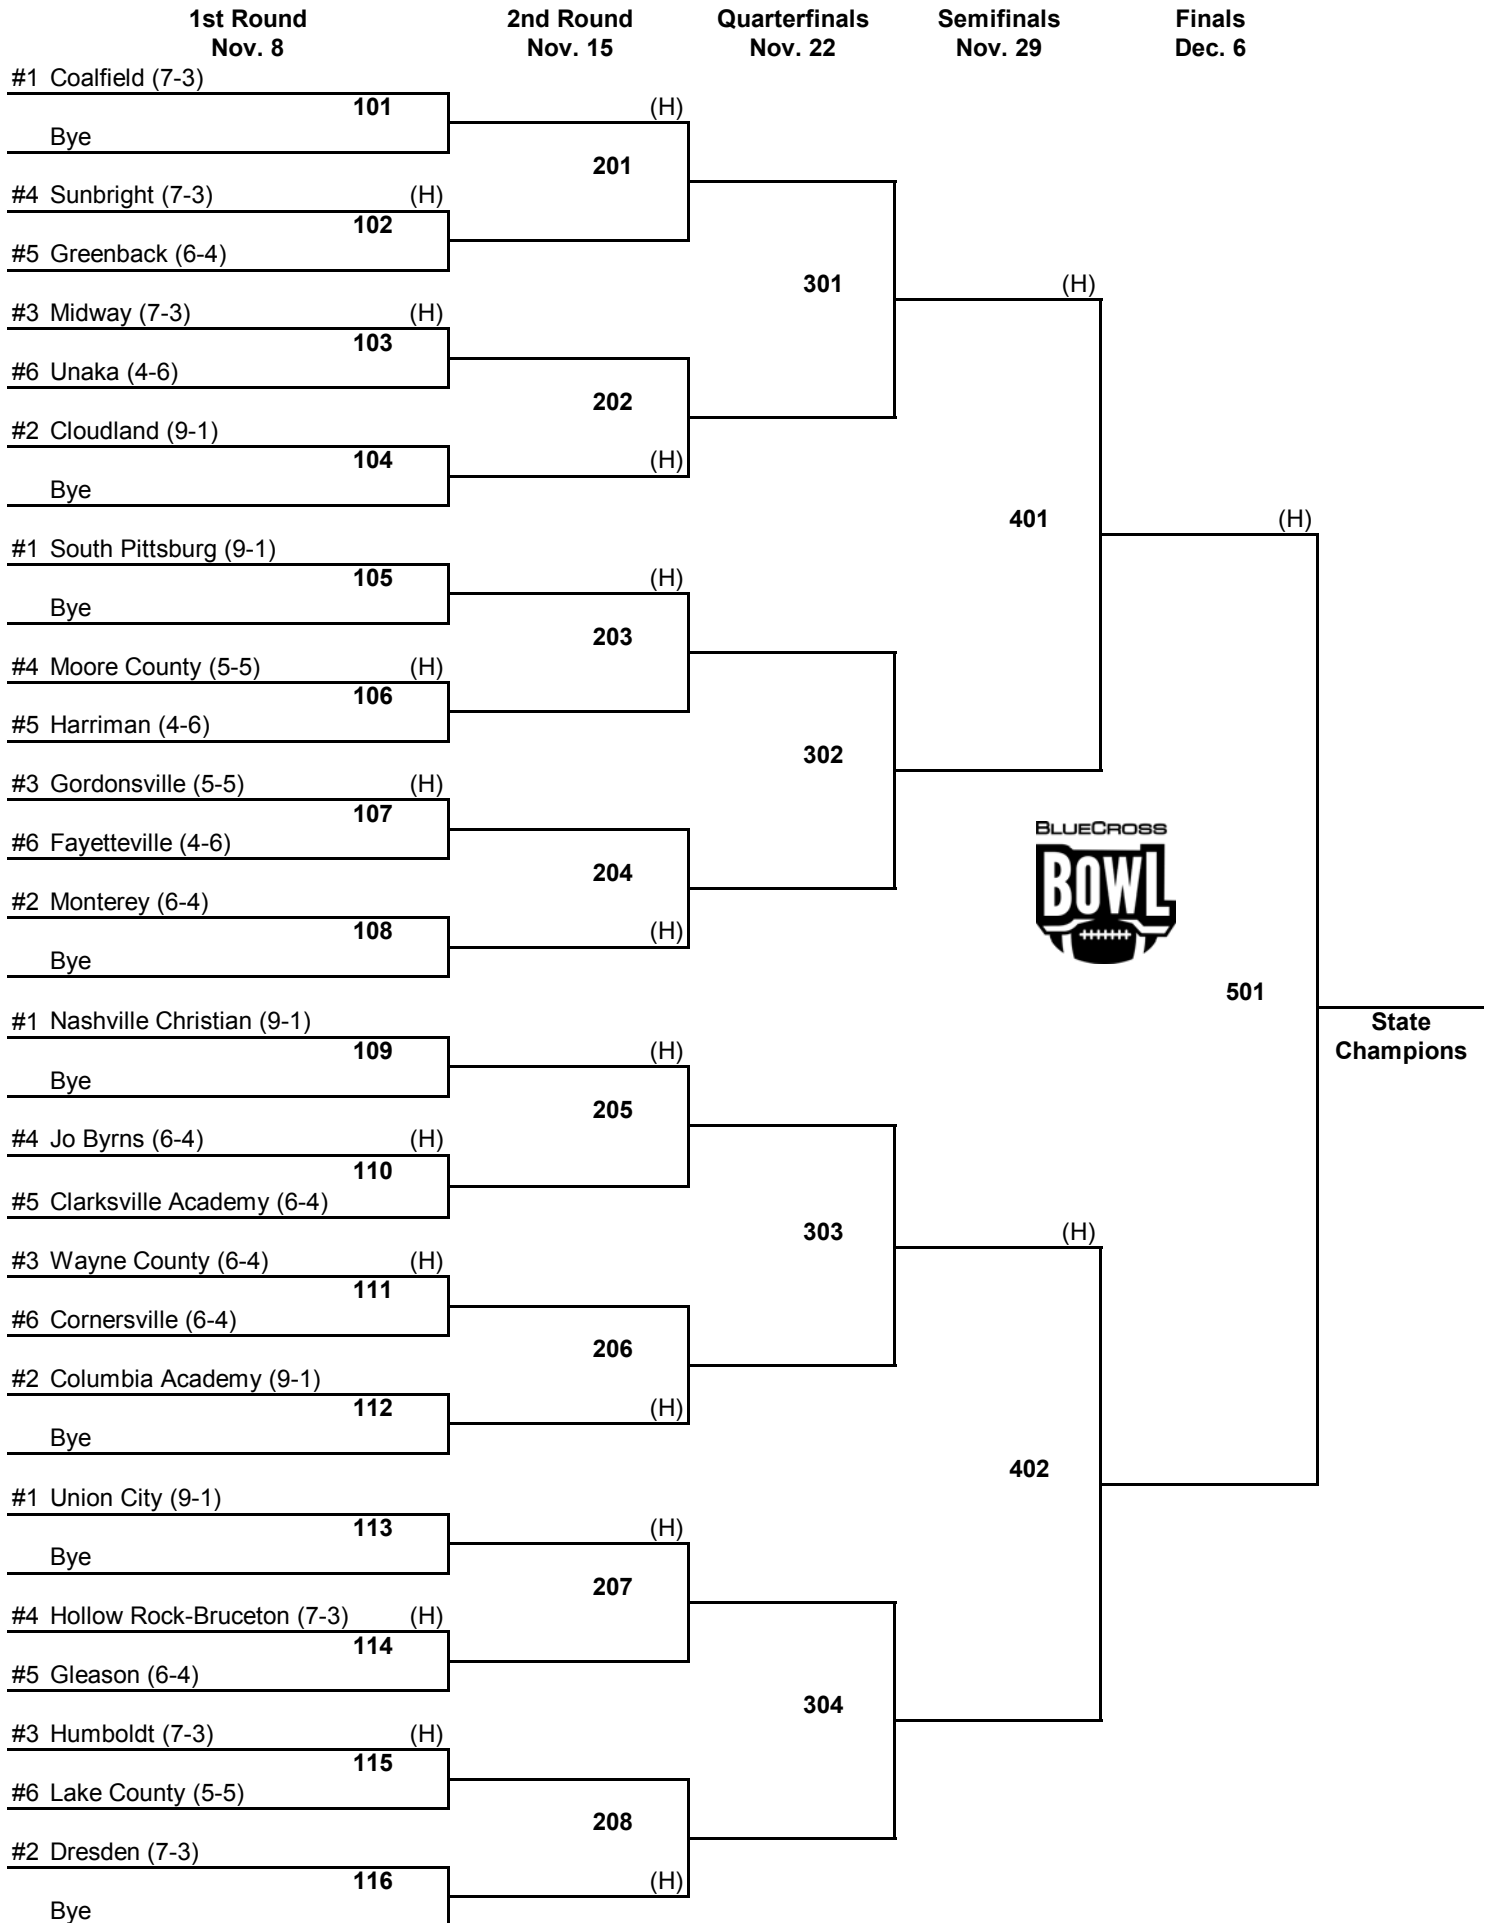 1st Round 2nd Round Quarterfinals Semifinals Finals
Nov. 8 Nov. 15 Nov. 22 Nov. 29 Dec. 6
#1 Coalfield (7-3)
101 (H)
Bye
201
#4 Sunbright (7-3) (H)
102
#5 Greenback (6-4)
301 (H)
#3 Midway (7-3) (H)
103
#6 Unaka (4-6)
202
#2 Cloudland (9-1)
104 (H)
Bye
401 (H)
#1 South Pittsburg (9-1)
105 (H)
Bye
203
#4 Moore County (5-5) (H)
106
#5 Harriman (4-6)
302
#3 Gordonsville (5-5) (H)
107
#6 Fayetteville (4-6)
BLUECROSS
BOWL
204
#2 Monterey (6-4)
108 (H)
Bye
501
State
Champions
#1 Nashville Christian (9-1)
109 (H)
Bye
205
#4 Jo Byrns (6-4) (H)
110
#5 Clarksville Academy (6-4)
303 (H)
#3 Wayne County (6-4) (H)
111
#6 Cornersville (6-4)
206
#2 Columbia Academy (9-1)
112 (H)
Bye
402
#1 Union City (9-1)
113 (H)
Bye
207
#4 Hollow Rock-Bruceton (7-3) (H)
114
#5 Gleason (6-4)
304
#3 Humboldt (7-3) (H)
115
#6 Lake County (5-5)
208
#2 Dresden (7-3)
116 (H)
Bye